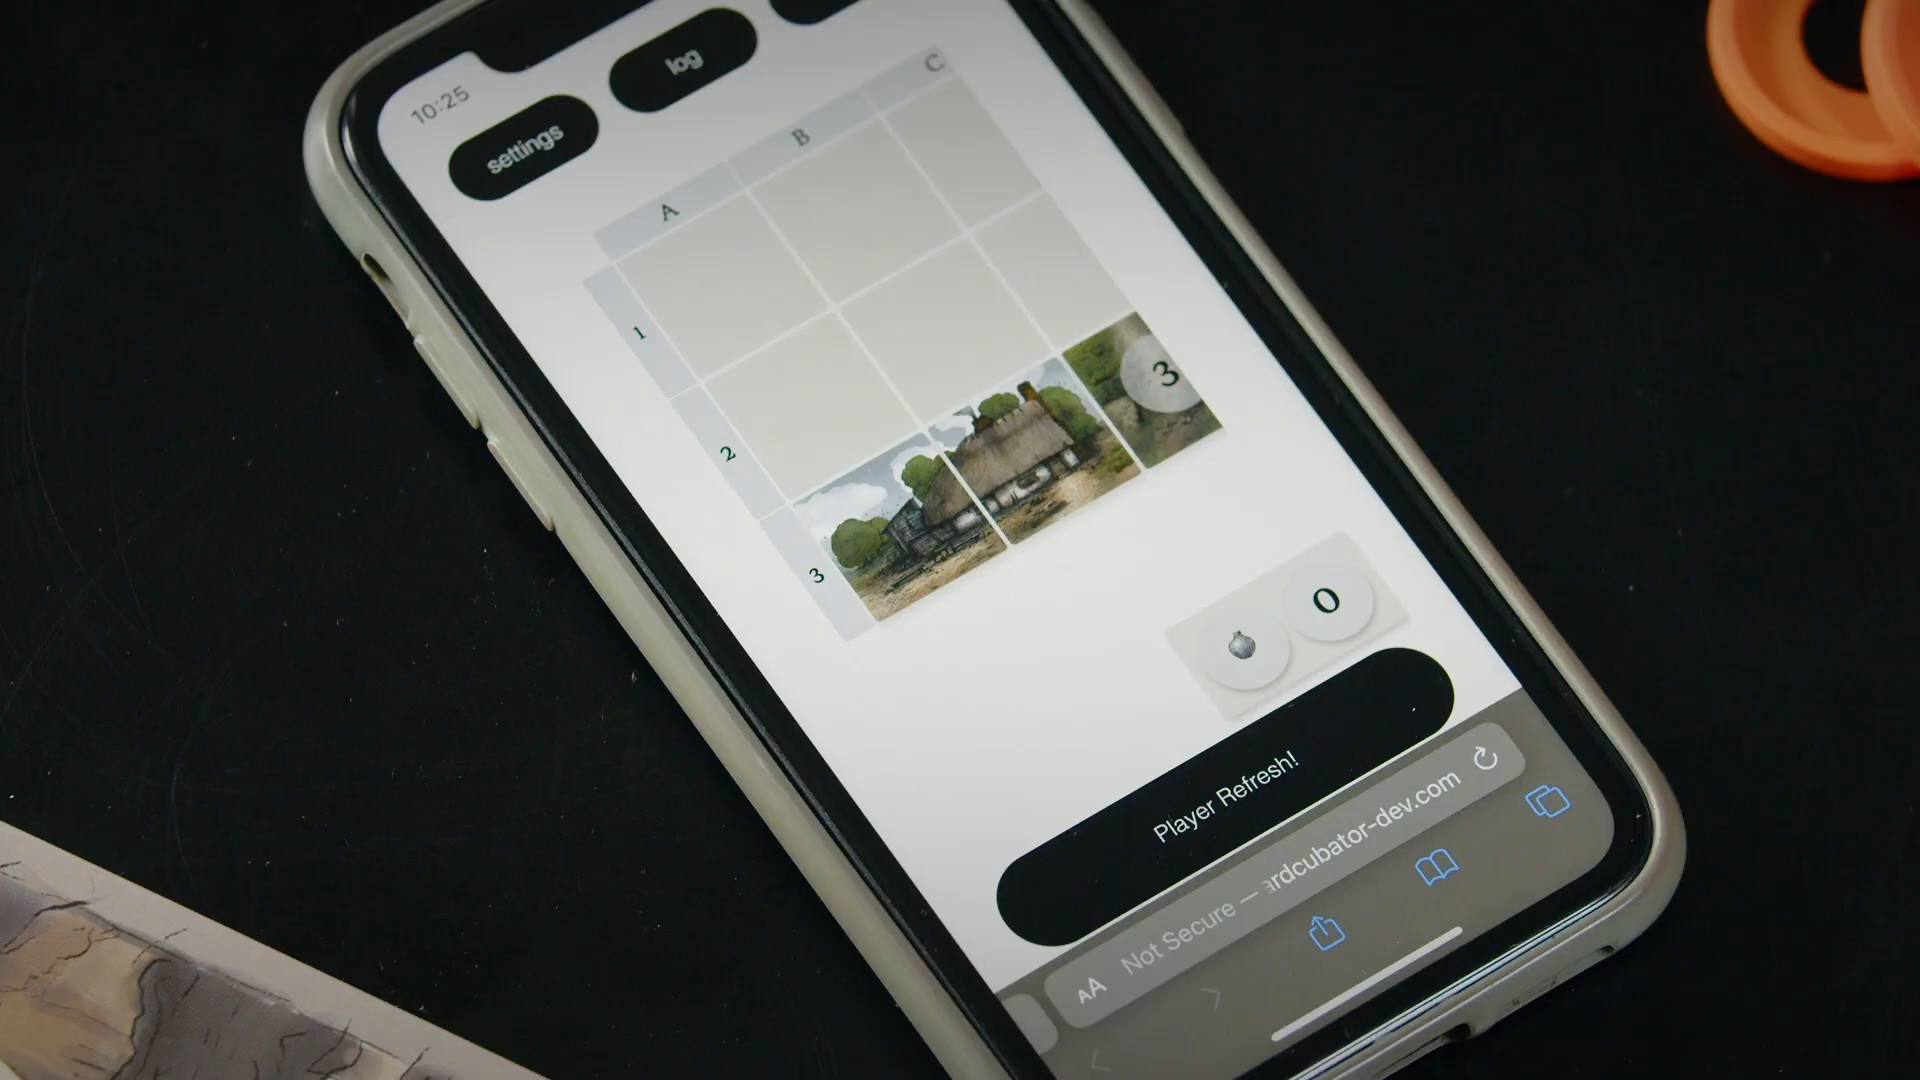 10:25
settings
log
A
B
C
1
2
3
3
0
Player Refresh!
AA Not Secure — ardcubator-dev.com